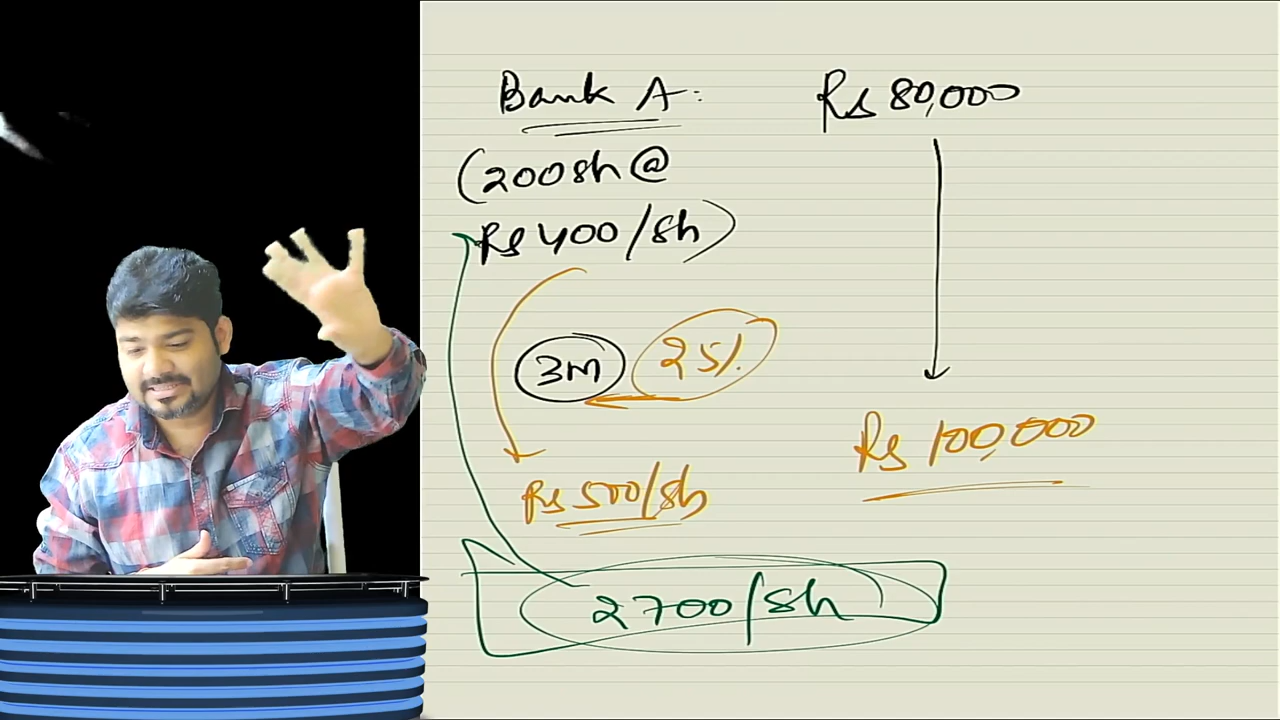 Bank A: Rs 80,000
(200sh @
Rs 400/sh)
3m 25%
Rs 100,000
Rs 500/sh
2700/sh